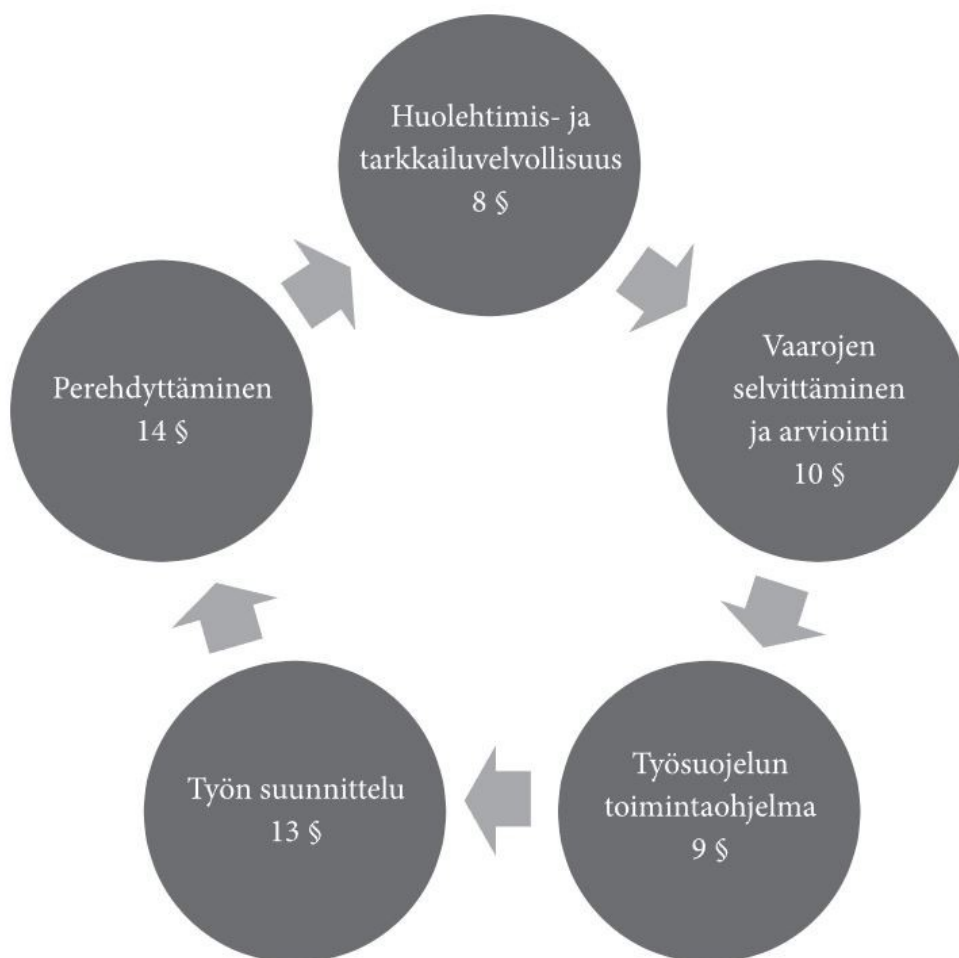 Huolehtimis- ja
tarkkailuvelvollisuus
8 §
Vaarojen
selvittäminen
ja arviointi
10 §
Työsuojelun
toimintaohjelma
9 §
Työn suunnittelu
13 §
Perehdyttäminen
14 §